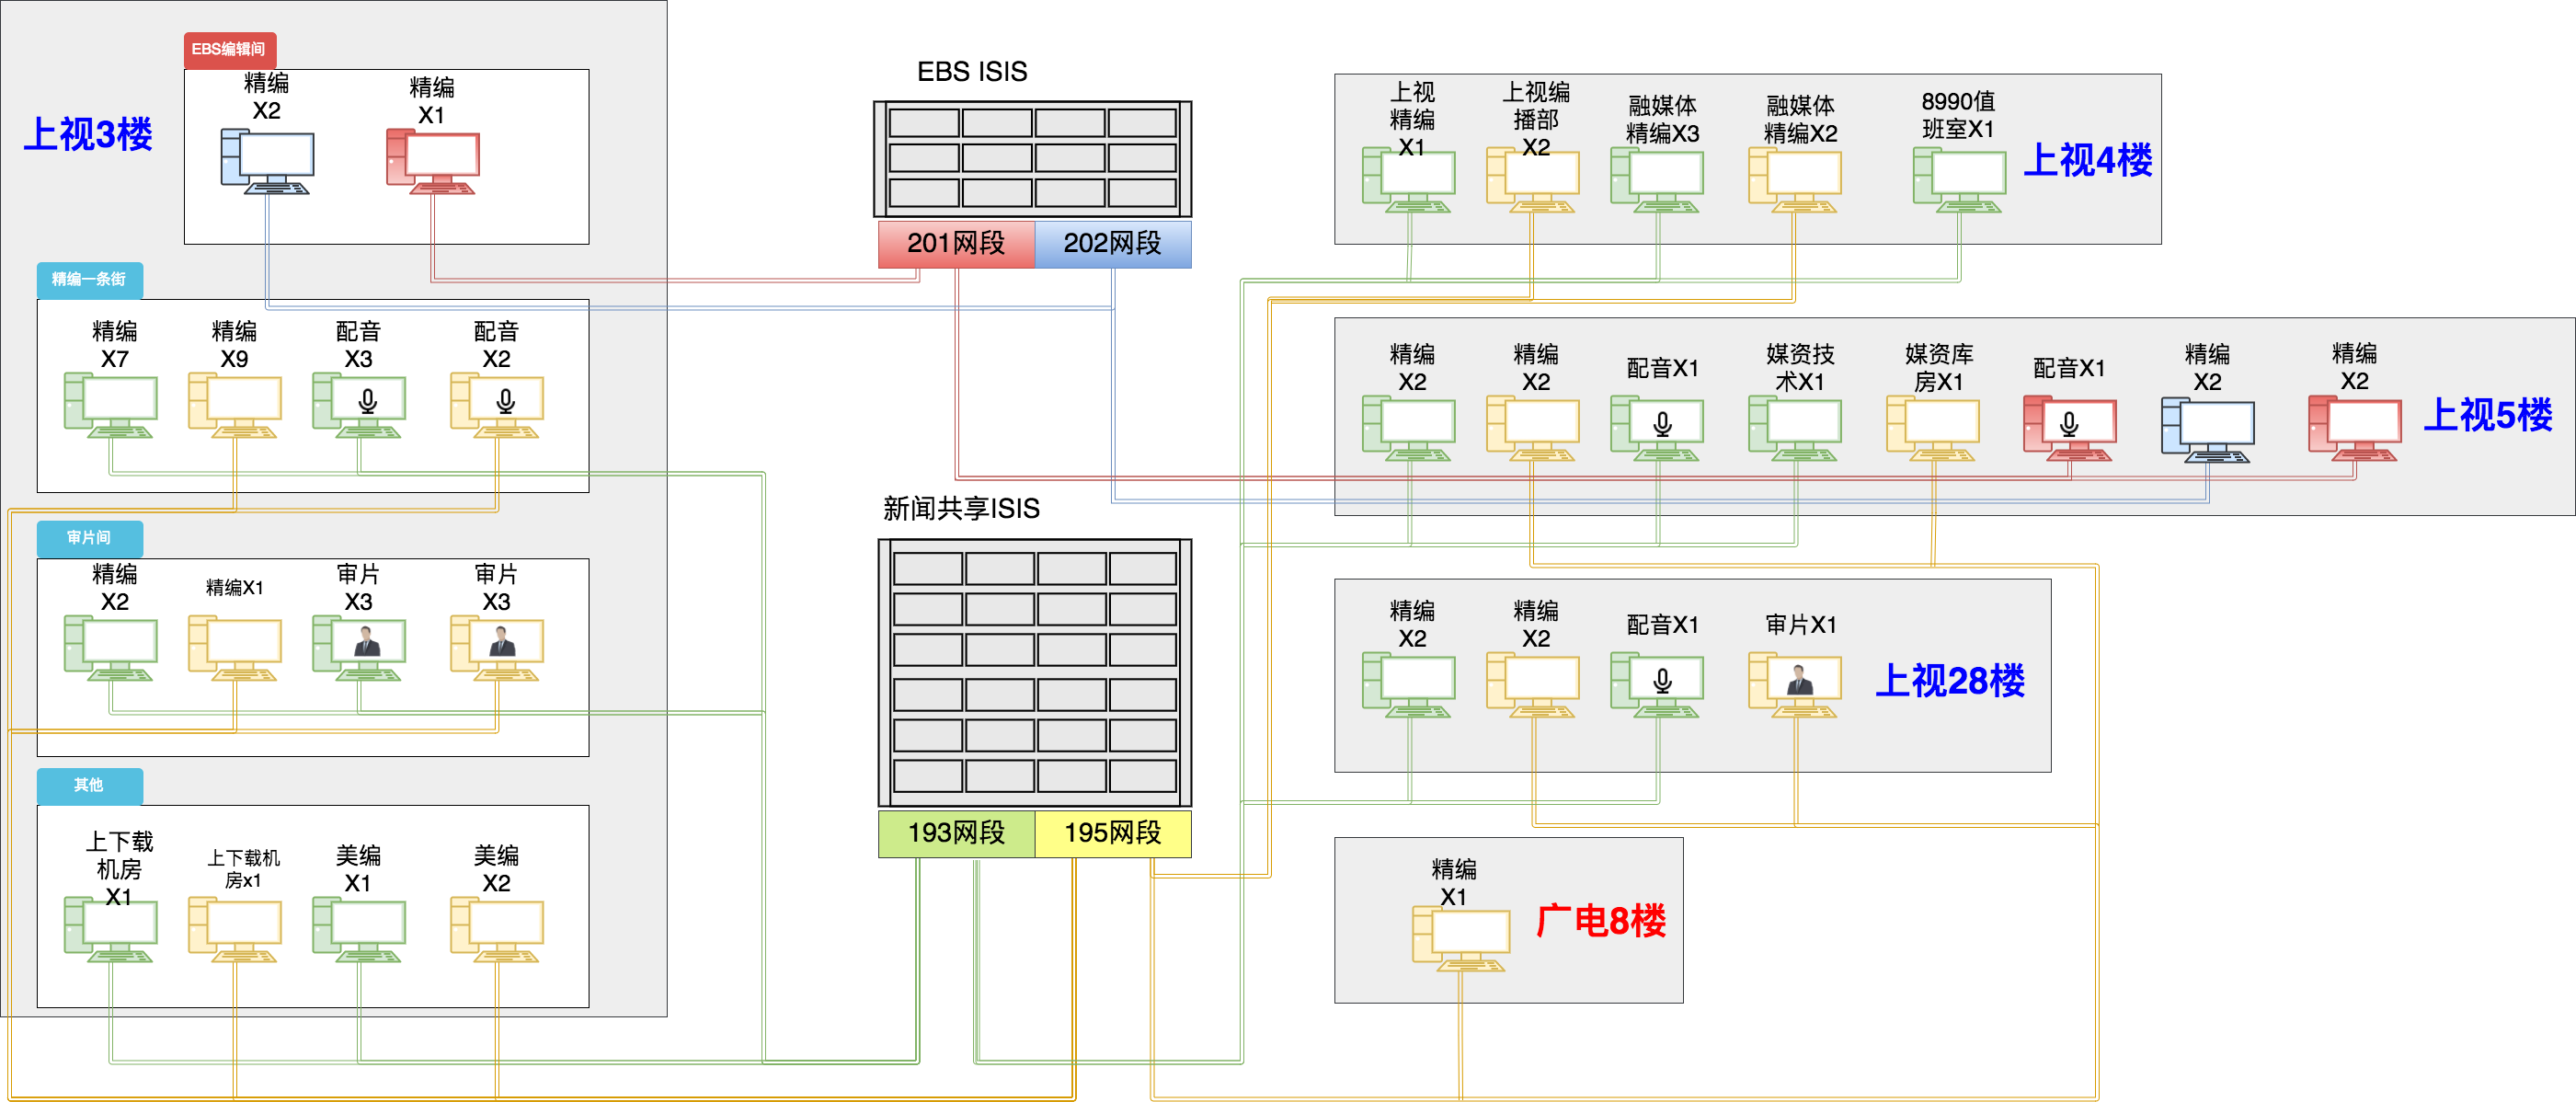 EBS编辑间
上视3楼
精编
X2
精编
X1
精编一条街
精编
X7
精编
X9
配音
X3
配音
X2
审片间
精编
X2
精编X1
审片
X3
审片
X3
其他
上下载
机房
X1
上下载机
房x1
美编
X1
美编
X2
EBS ISIS
201网段
202网段
新闻共享ISIS
193网段
195网段
上视
精编
X1
上视编
播部
X2
融媒体
精编X3
融媒体
精编X2
8990值
班室X1
上视4楼
精编
X2
精编
X2
配音X1
媒资技
术X1
媒资库
房X1
配音X1
精编
X2
精编
X2
上视5楼
精编
X2
精编
X2
配音X1
审片X1
上视28楼
精编
X1
广电8楼